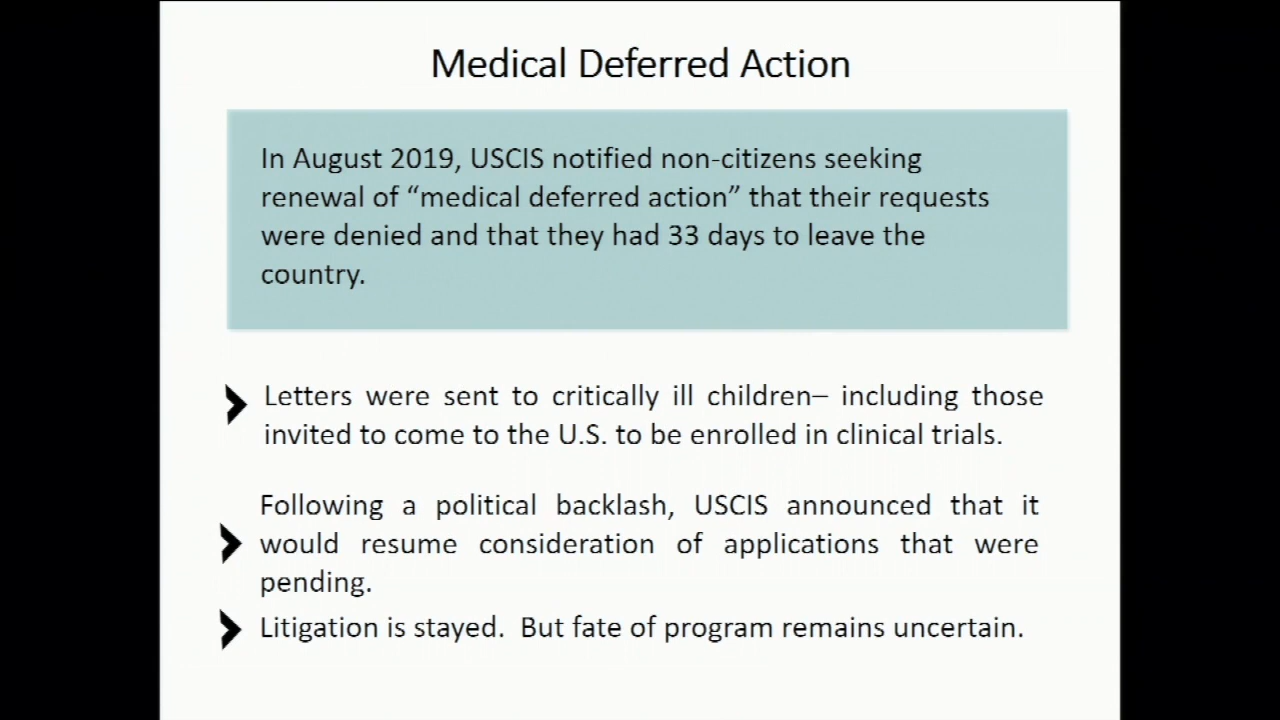 Medical Deferred Action
In August 2019, USCIS notified non-citizens seeking
renewal of “medical deferred action” that their requests
were denied and that they had 33 days to leave the
country.
Letters were sent to critically ill children– including those
invited to come to the U.S. to be enrolled in clinical trials.
Following a political backlash, USCIS announced that it
would resume consideration of applications that were
pending.
Litigation is stayed.  But fate of program remains uncertain.